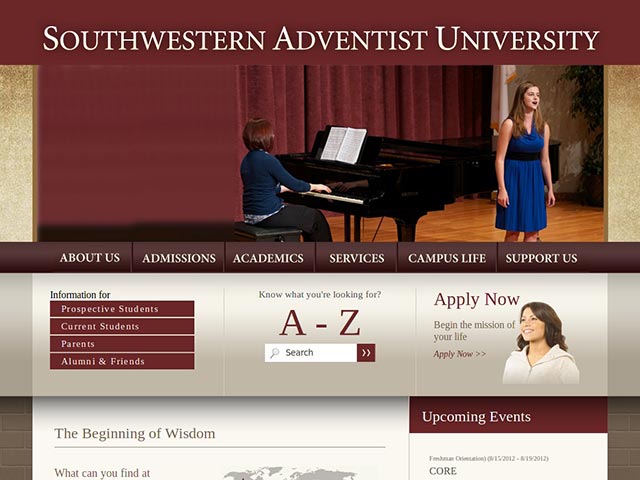 SOUTHWESTERN ADVENTIST UNIVERSITY
ABOUT US
ADMISSIONS
ACADEMICS
SERVICES
CAMPUS LIFE
SUPPORT US
Information for
Prospective Students
Current Students
Parents
Alumni & Friends
Know what you're looking for?
A - Z
Search
Apply Now
Begin the mission of
your life
Apply Now >>
The Beginning of Wisdom
What can you find at
Upcoming Events
Freshman Orientation) (8/15/2012 - 8/19/2012)
CORE